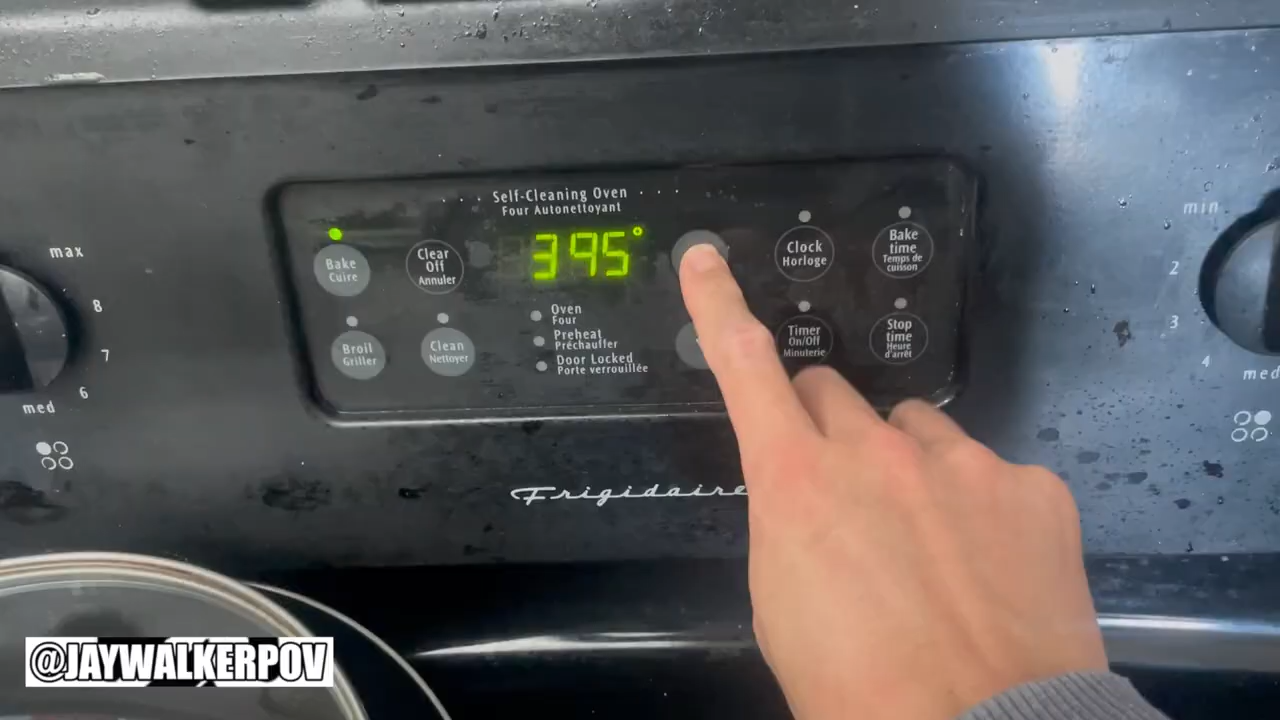 Self-Cleaning Oven
Four Autonettoyant
395°
Bake
Cuire
Clear
Off
Annuler
Clock
Horloge
Bake
time
Temps de
cuisson
Oven
Four
Preheat
Préchauffer
Door Locked
Porte verrouillée
Broil
Griller
Clean
Nettoyer
Timer
On/Off
Minuterie
Stop
time
Heure
d'arrêt
max
8
7
6
med
min
2
3
4
med
Frigidaire
@JAYWALKERPOV